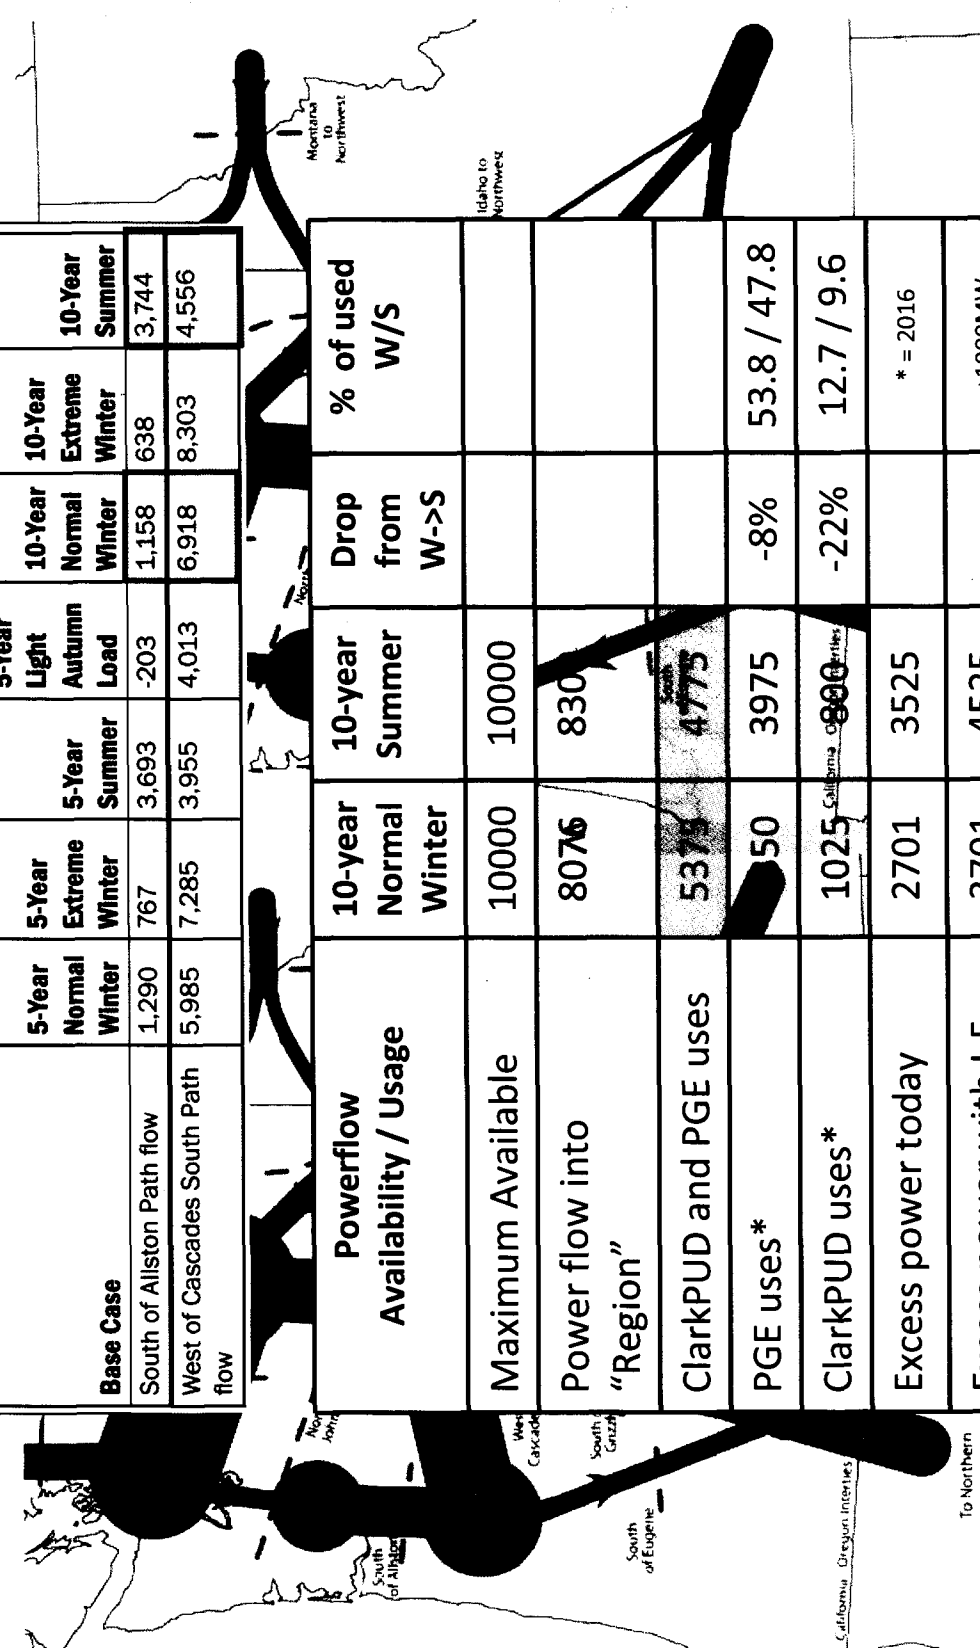 Base Case
5-Year Normal Winter
5-Year Extreme Winter
5-Year Summer
5-Year Light Autumn Load
10-Year Normal Winter
10-Year Extreme Winter
10-Year Summer
South of Allston Path flow 1,290 767 3,693 -203 1,158 638 3,744
West of Cascades South Path flow 5,985 7,285 3,955 4,013 6,918 8,303 4,556
Powerflow
Availability / Usage
10-year Normal Winter
10-year Summer
Drop from W->S
% of used W/S
Maximum Available 10000 10000
Power flow into “Region” 8076 830
ClarkPUD and PGE uses 5375 4775
PGE uses* 50 3975 -8% 53.8 / 47.8
ClarkPUD uses* 1025 800 -22% 12.7 / 9.6
Excess power today 2701 3525 * = 2016
Montana
to
Northwest
Idaho to
Northwest
South
of Allston
South
of Eugene
California Oregon Interties
To Northern